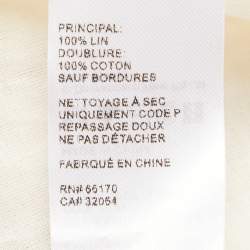 PRINCIPAL:
100% LIN
DOUBLURE:
100% COTON
SAUF BORDURES
NETTOYAGE À SEC
UNIQUEMENT CODE P
REPASSAGE DOUX
NE PAS DÉTACHER
FABRIQUÉ EN CHINE
RN# 66170
CA# 32054